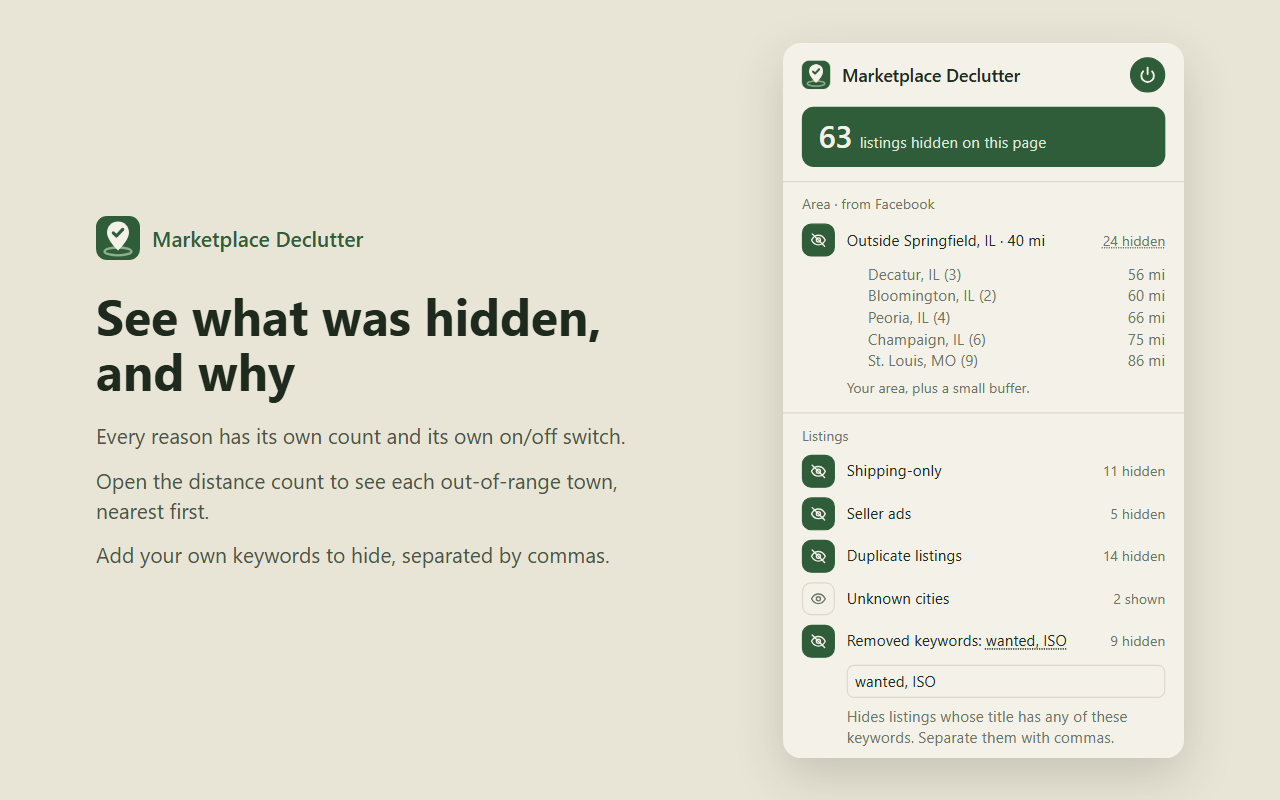 Marketplace Declutter
See what was hidden,
and why
Every reason has its own count and its own on/off switch.
Open the distance count to see each out-of-range town,
nearest first.
Add your own keywords to hide, separated by commas.
Marketplace Declutter
63 listings hidden on this page
Area · from Facebook
Outside Springfield, IL · 40 mi 24 hidden
Decatur, IL (3) 56 mi
Bloomington, IL (2) 60 mi
Peoria, IL (4) 66 mi
Champaign, IL (6) 75 mi
St. Louis, MO (9) 86 mi
Your area, plus a small buffer.
Listings
Shipping-only 11 hidden
Seller ads 5 hidden
Duplicate listings 14 hidden
Unknown cities 2 shown
Removed keywords: wanted, ISO 9 hidden
wanted, ISO
Hides listings whose title has any of these
keywords. Separate them with commas.